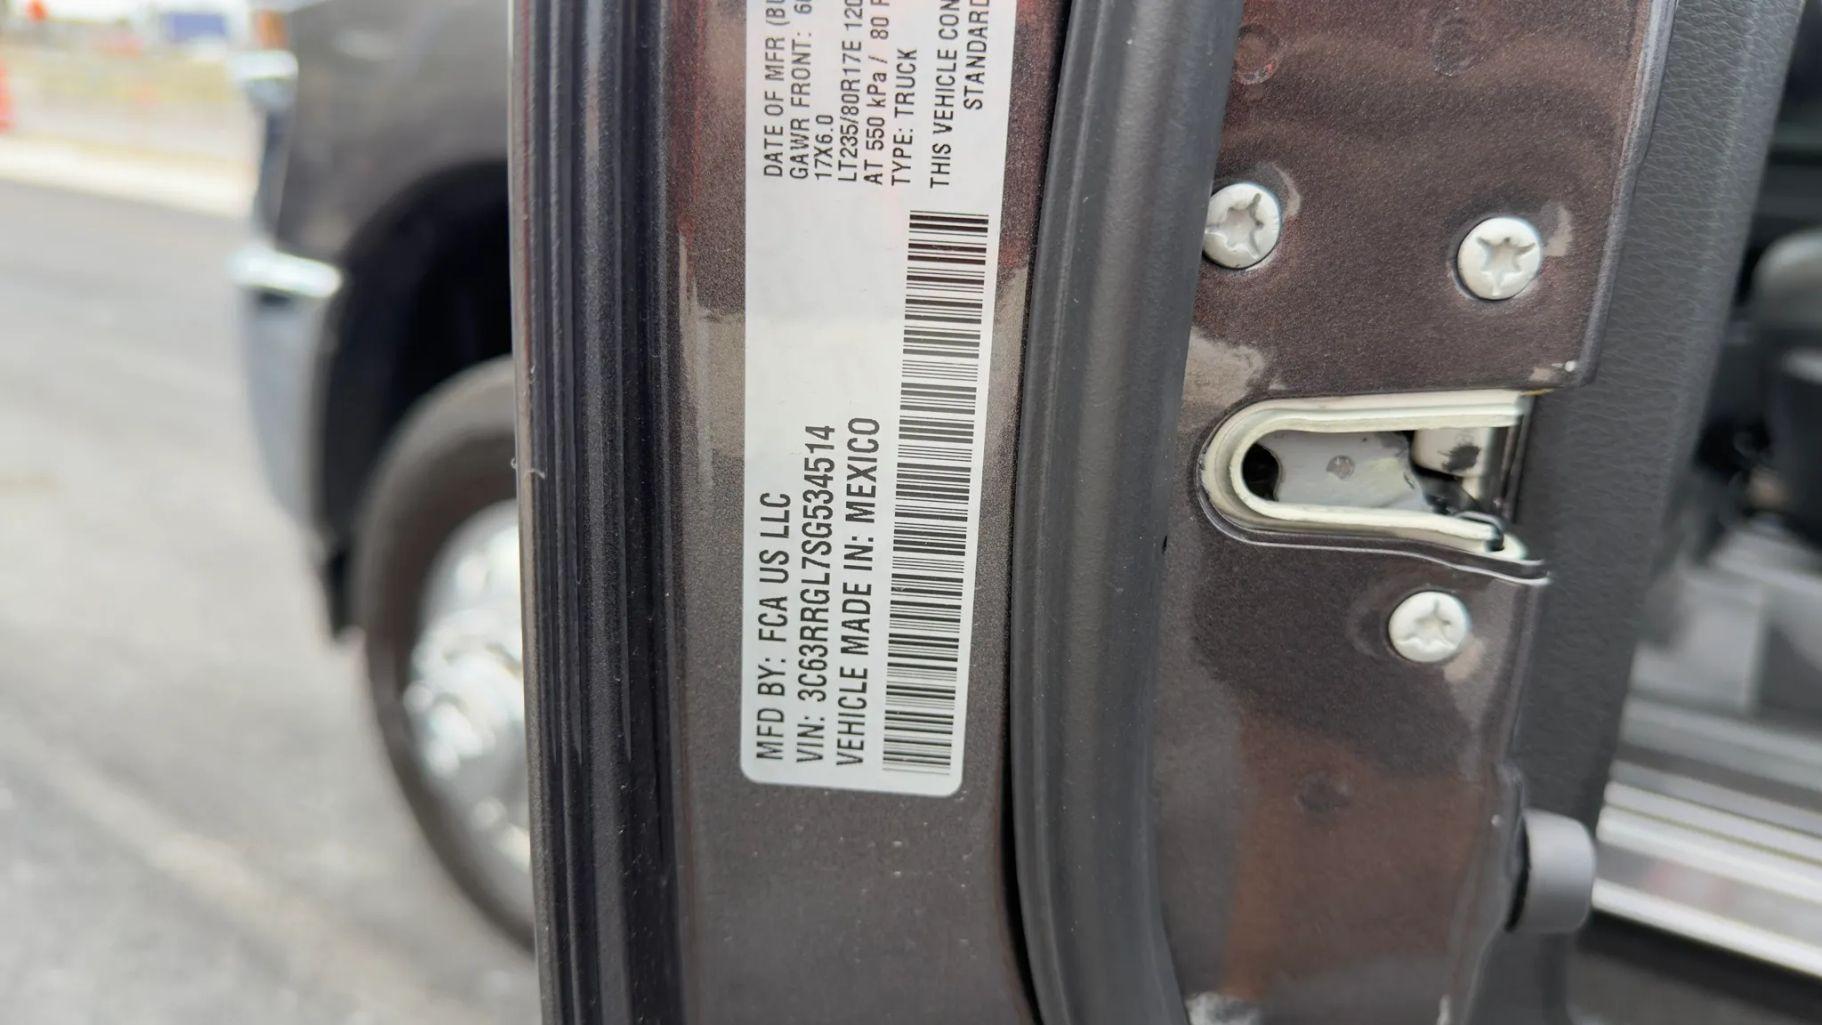 MFD BY: FCA US LLC
VIN: 3C63RRGL7SG534514
VEHICLE MADE IN: MEXICO
DATE OF MFR
GAWR FRONT:
17X6.0
LT235/80R17E
AT 550 kPa / 80
TYPE: TRUCK
THIS VEHICLE
STANDARD